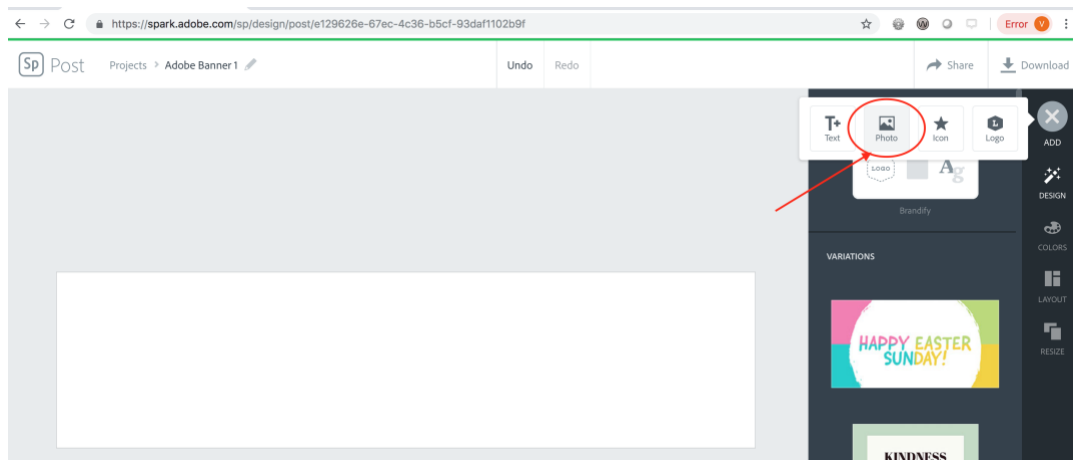 https://spark.adobe.com/sp/design/post/e129626e-67ec-4c36-b5cf-93daf1102b9f
Error V
Sp Post Projects > Adobe Banner 1 Undo Redo Share Download
T+ Text Photo Icon L Logo ADD
LOGO Ag
Brandify
DESIGN
COLORS
VARIATIONS
LAYOUT
HAPPY EASTER
SUNDAY!
RESIZE
KINDNESS